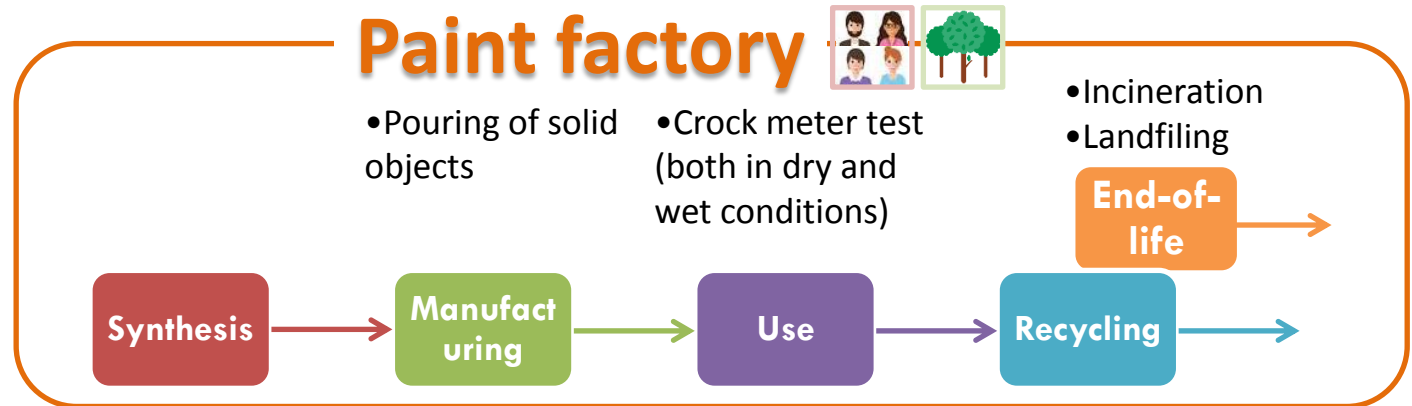 Paint factory
•Pouring of solid
objects
•Crock meter test
(both in dry and
wet conditions)
•Incineration
•Landfiling
End-of-
life
Synthesis
Manufact
uring
Use
Recycling